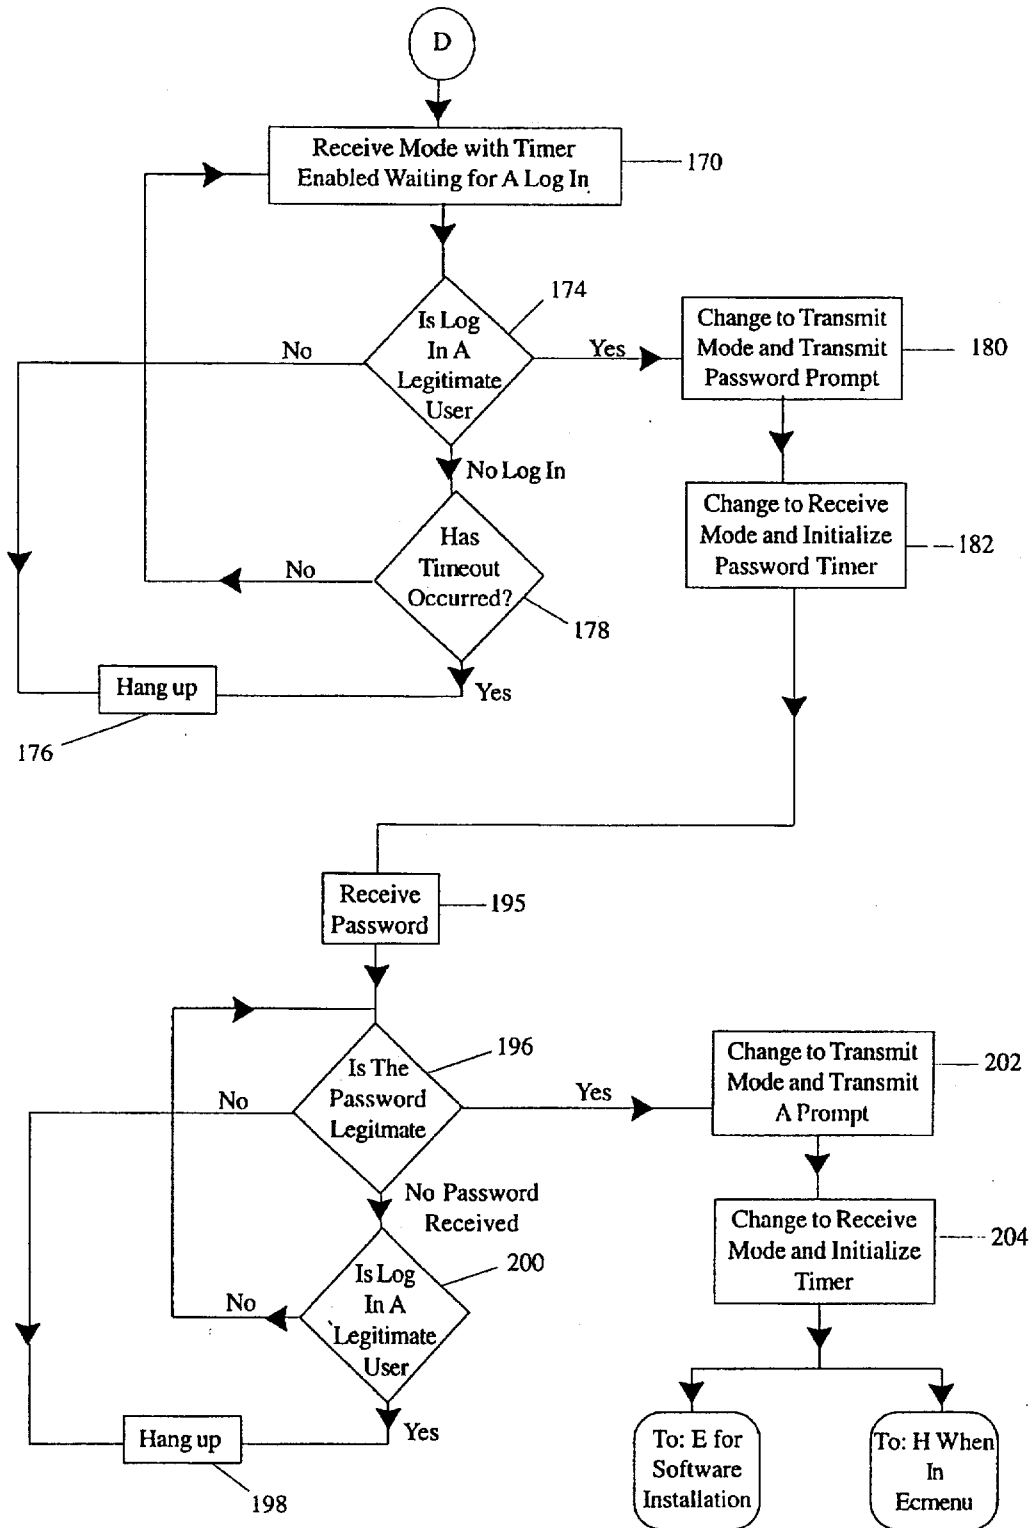 D
Receive Mode with Timer
Enabled Waiting for A Log In
170
Is Log
In A
Legitimate
User
174
No
Yes
Change to Transmit
Mode and Transmit
Password Prompt
180
No Log In
Change to Receive
Mode and Initialize
Password Timer
182
Has
Timeout
Occurred?
178
No
Yes
Hang up
176
Receive
Password
195
Is The
Password
Legitmate
196
No
Yes
Change to Transmit
Mode and Transmit
A Prompt
202
No Password
Received
Change to Receive
Mode and Initialize
Timer
204
Is Log
In A
Legitimate
User
200
No
Yes
Hang up
198
To: E for
Software
Installation
To: H When
In
Ecmenu